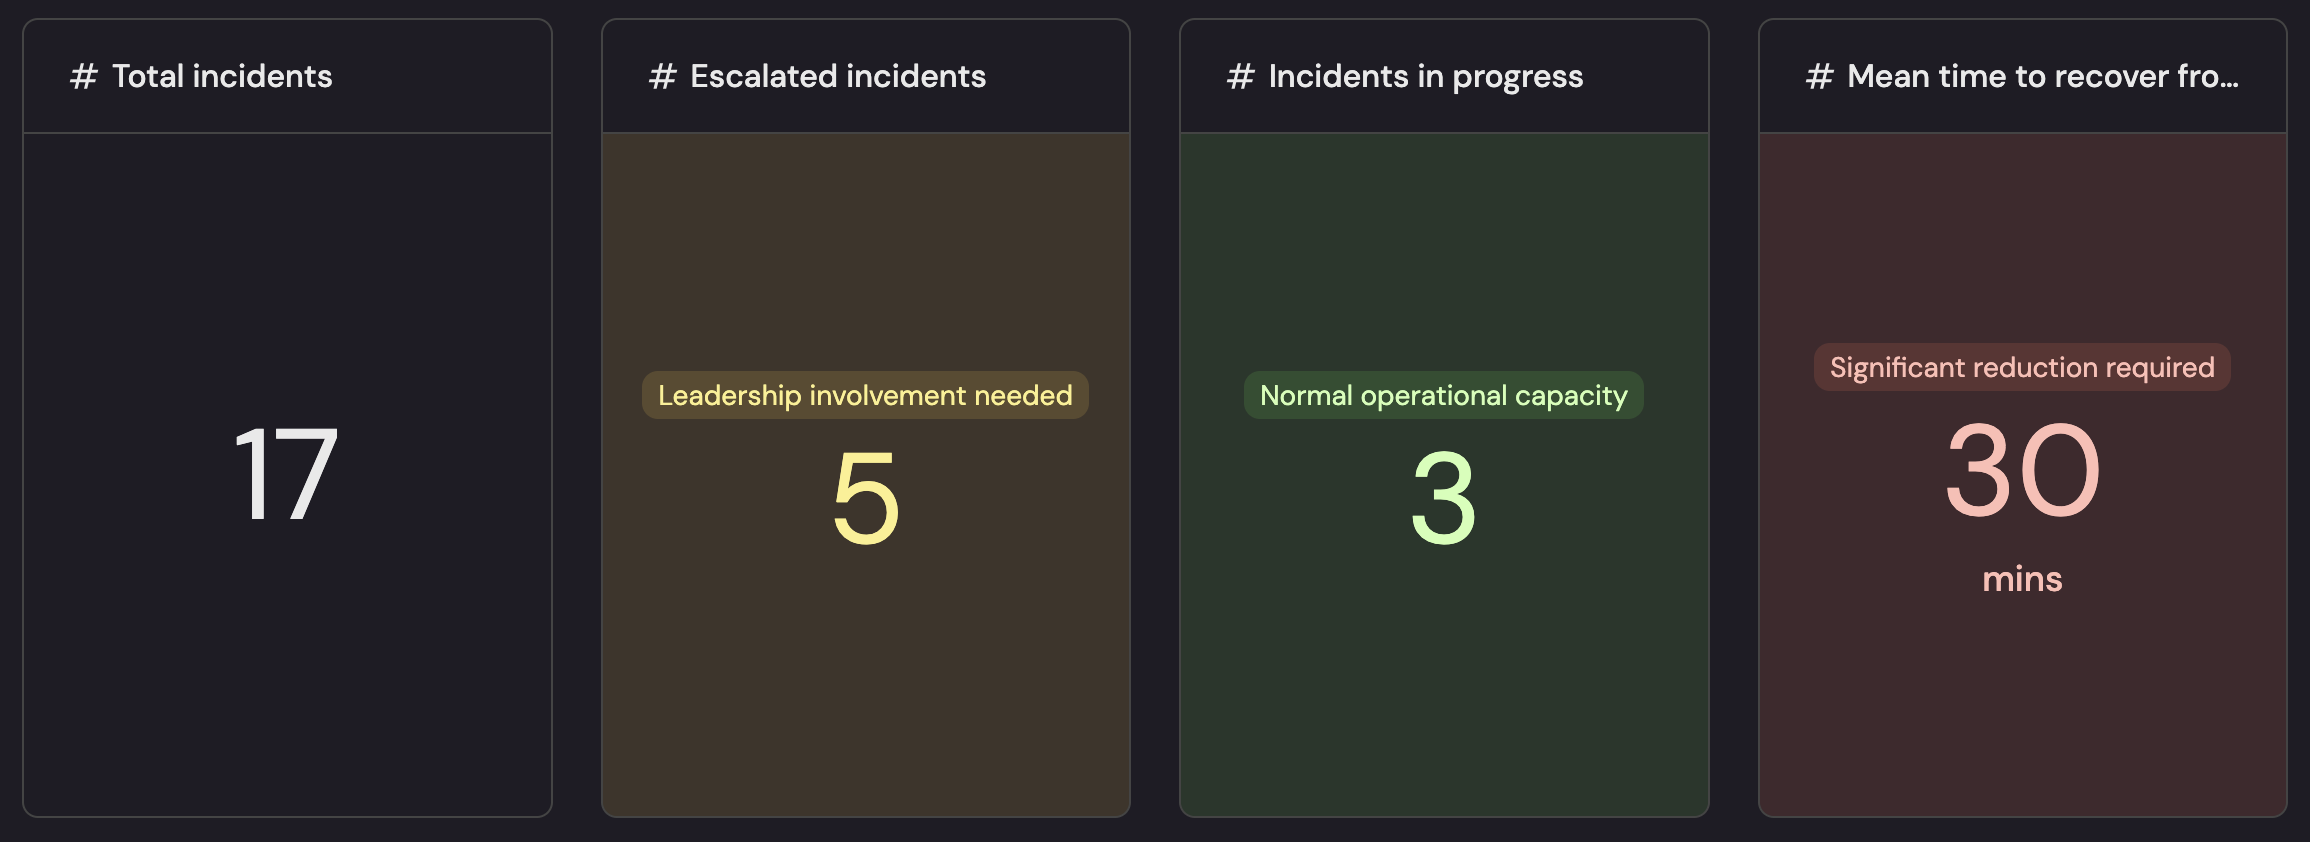 # Total incidents
17
# Escalated incidents
Leadership involvement needed
5
# Incidents in progress
Normal operational capacity
3
# Mean time to recover fro...
Significant reduction required
30
mins